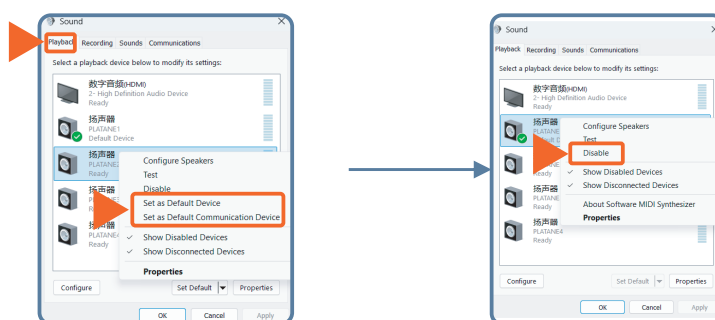 Sound
Playback Recording Sounds Communications
Select a playback device below to modify its settings:
数字音频(HDMI)
2- High Definition Audio Device
Ready
扬声器
PLATANE1
Default Device
扬声器
PLATANE
Ready
扬声器
Ready
扬声器
PLATANE4
Ready
Configure Speakers
Test
Disable
Set as Default Device
Set as Default Communication Device
Show Disabled Devices
Show Disconnected Devices
Properties
Configure
Set Default
Properties
OK
Cancel
Apply
Sound
Playback Recording Sounds Communications
Select a playback device below to modify its settings:
数字音频(HDMI)
2- High Definition Audio Device
Ready
扬声器
PLATANE
Default
扬声器
Ready
扬声器
PLATANE
Ready
扬声器
PLATANE4
Ready
Configure Speakers
Test
Disable
Show Disabled Devices
Show Disconnected Devices
About Software MIDI Synthesizer
Properties
Configure
Set Default
Properties
OK
Cancel
Apply